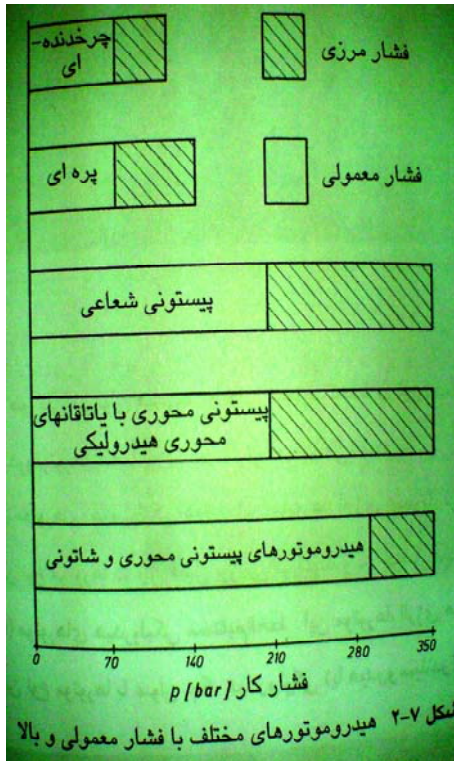 چرخدنده-
ای
فشار مرزی
پره ای
فشار معمولی
پیستونی شعاعی
پیستونی محوری با یاتاقانهای
محوری هیدرولیکی
هیدروموتورهای پیستونی محوری و شاتونی
0 70 140 210 280 350
فشار کار p [bar]
شکل ۷-۲ هیدروموتورهای مختلف با فشار معمولی و بالا